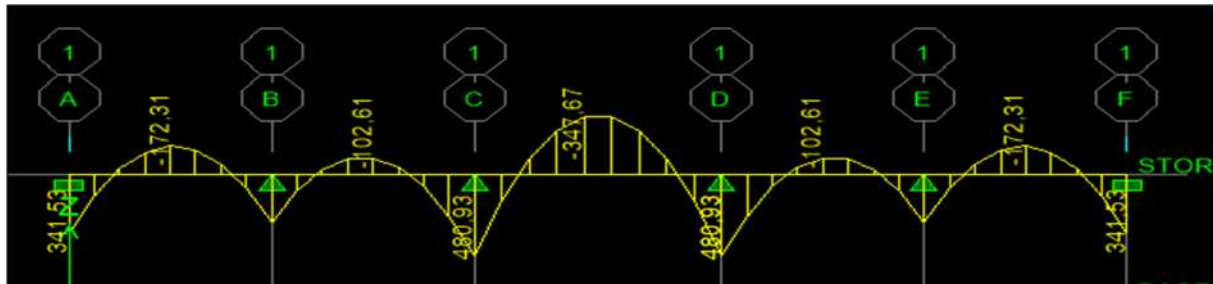 1 1 1 1 1 1
A B C D E F
-172,31 -102,61 -347,67 -102,61 -172,31
STOR
341,53 480,93 480,93 341,53